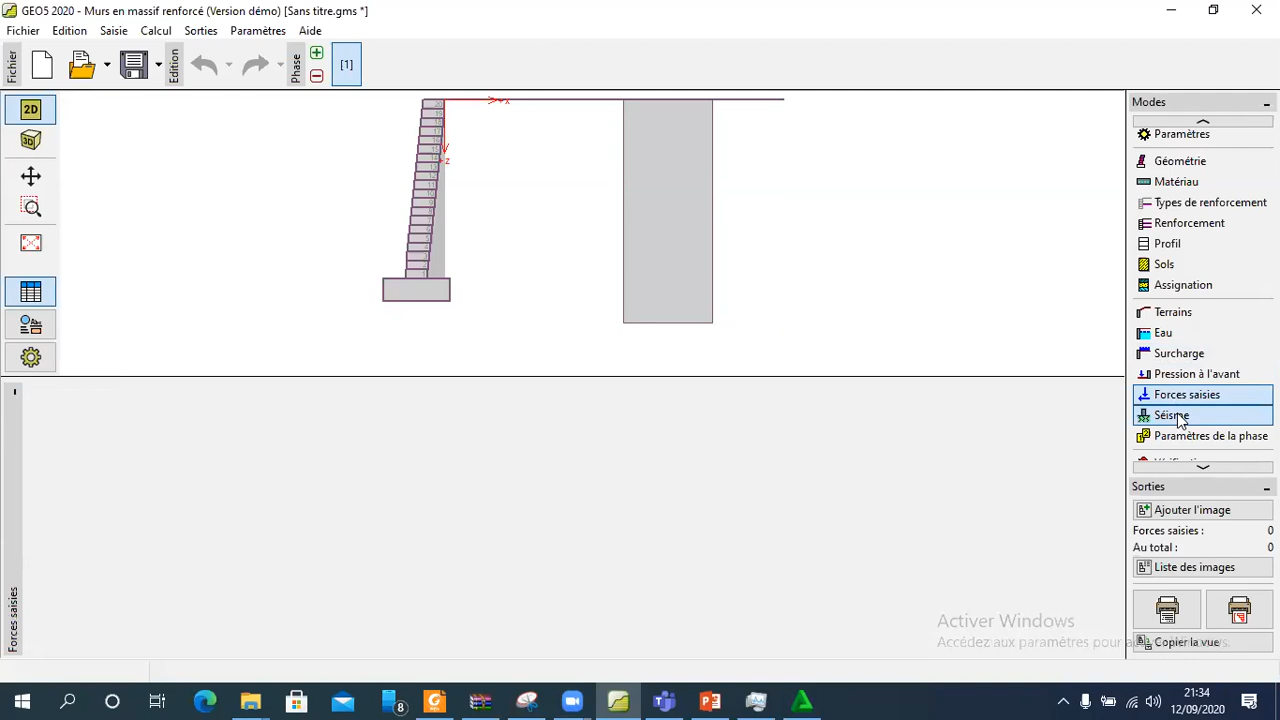 GEO5 2020 - Murs en massif renforcé (Version démo) [Sans titre.gms *]
Fichier Edition Saisie Calcul Sorties Paramètres Aide
Fichier
Edition
Phase
[1]
2D
3D
x
z
Modes
Paramètres
Géométrie
Matériau
Types de renforcement
Renforcement
Profil
Sols
Assignation
Terrains
Eau
Surcharge
Pression à l'avant
Forces saisies
Séisme
Paramètres de la phase
Sorties
Ajouter l'image
Forces saisies : 0
Au total : 0
Liste des images
Copier la vue
Forces saisies
Activer Windows
Accédez aux paramètres pour activer Windows.
8
21:34
12/09/2020